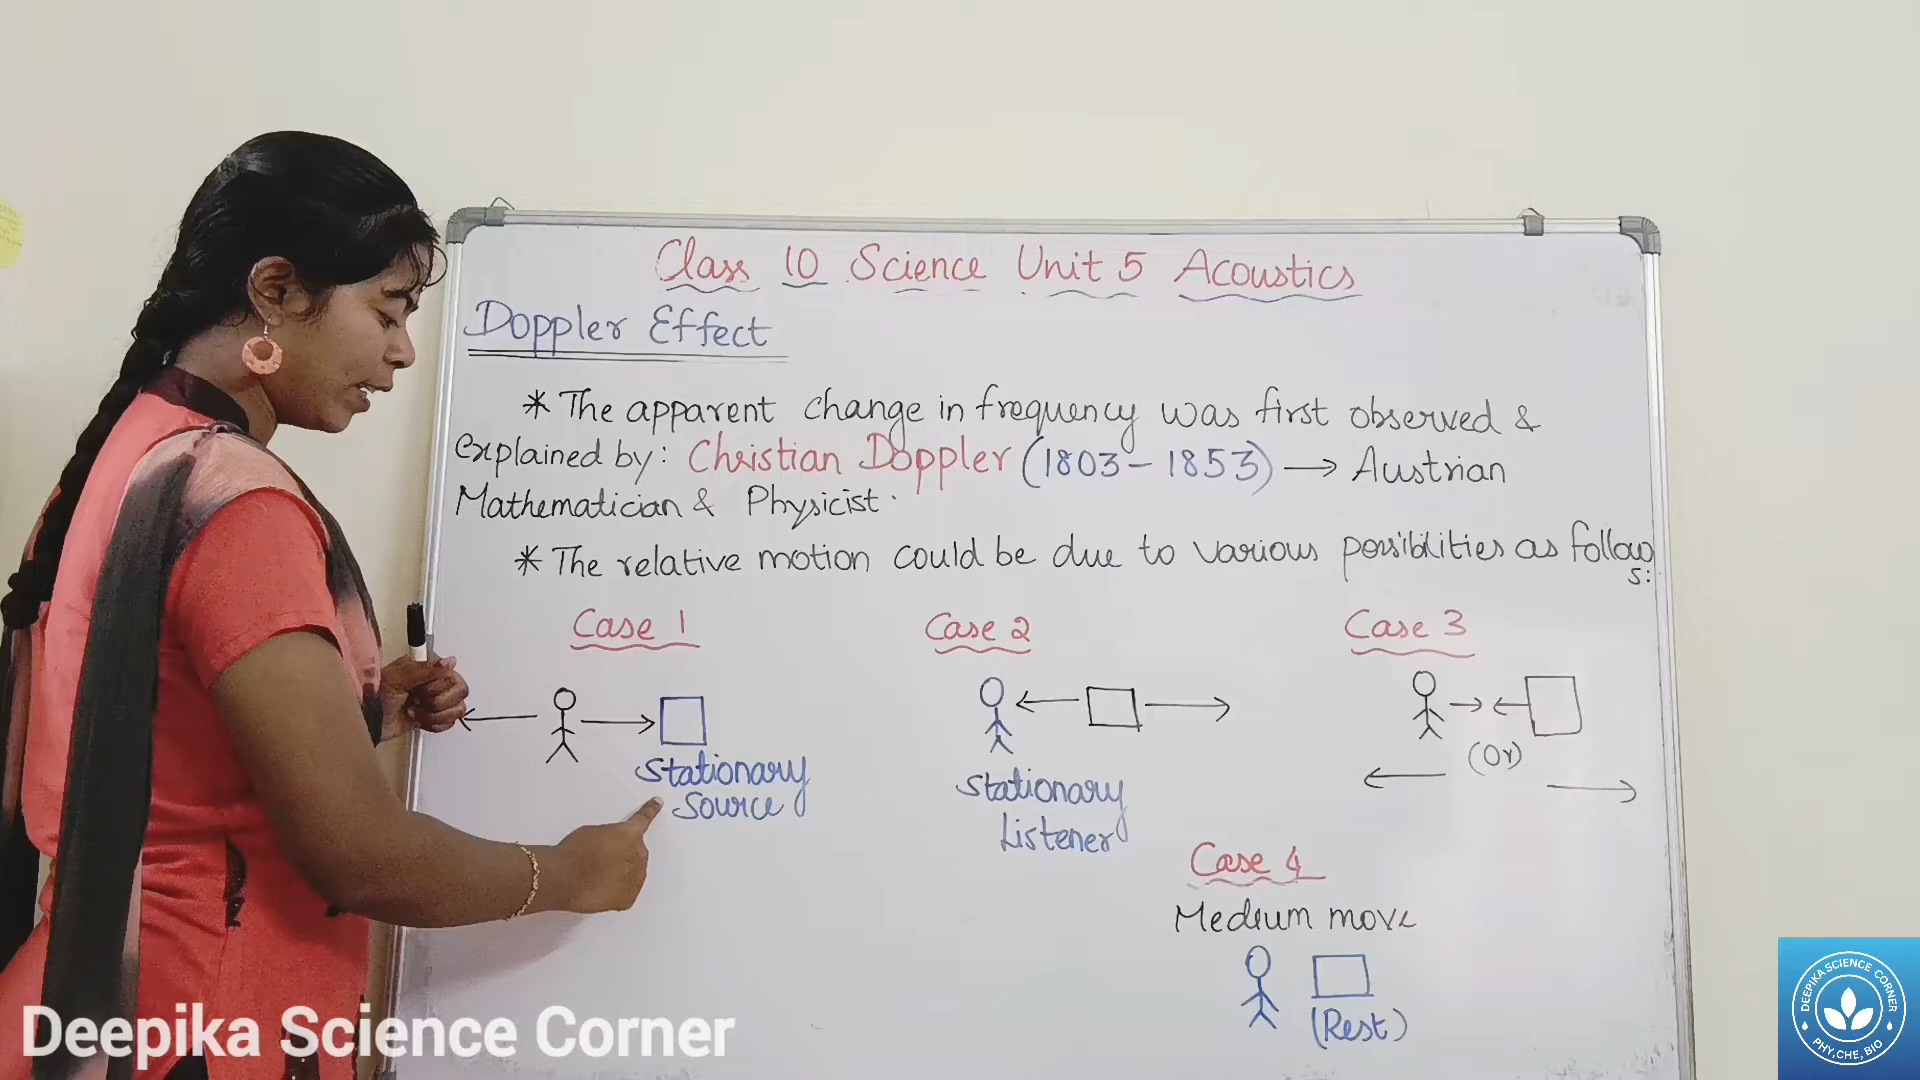 Class 10 Science Unit 5 Acoustics
Doppler Effect
* The apparent change in frequency was first observed &
explained by: Christian Doppler (1803 - 1853) → Austrian
Mathematician & Physicist.
* The relative motion could be due to various possibilities as follow
s:
Case 1
Case 2
Case 3
Stationary
Source
Stationary
Listener
(Or)
Case 4
Medium move
(Rest)
Deepika Science Corner
DEEPIKA SCIENCE CORNER
PHY,CHE,BIO